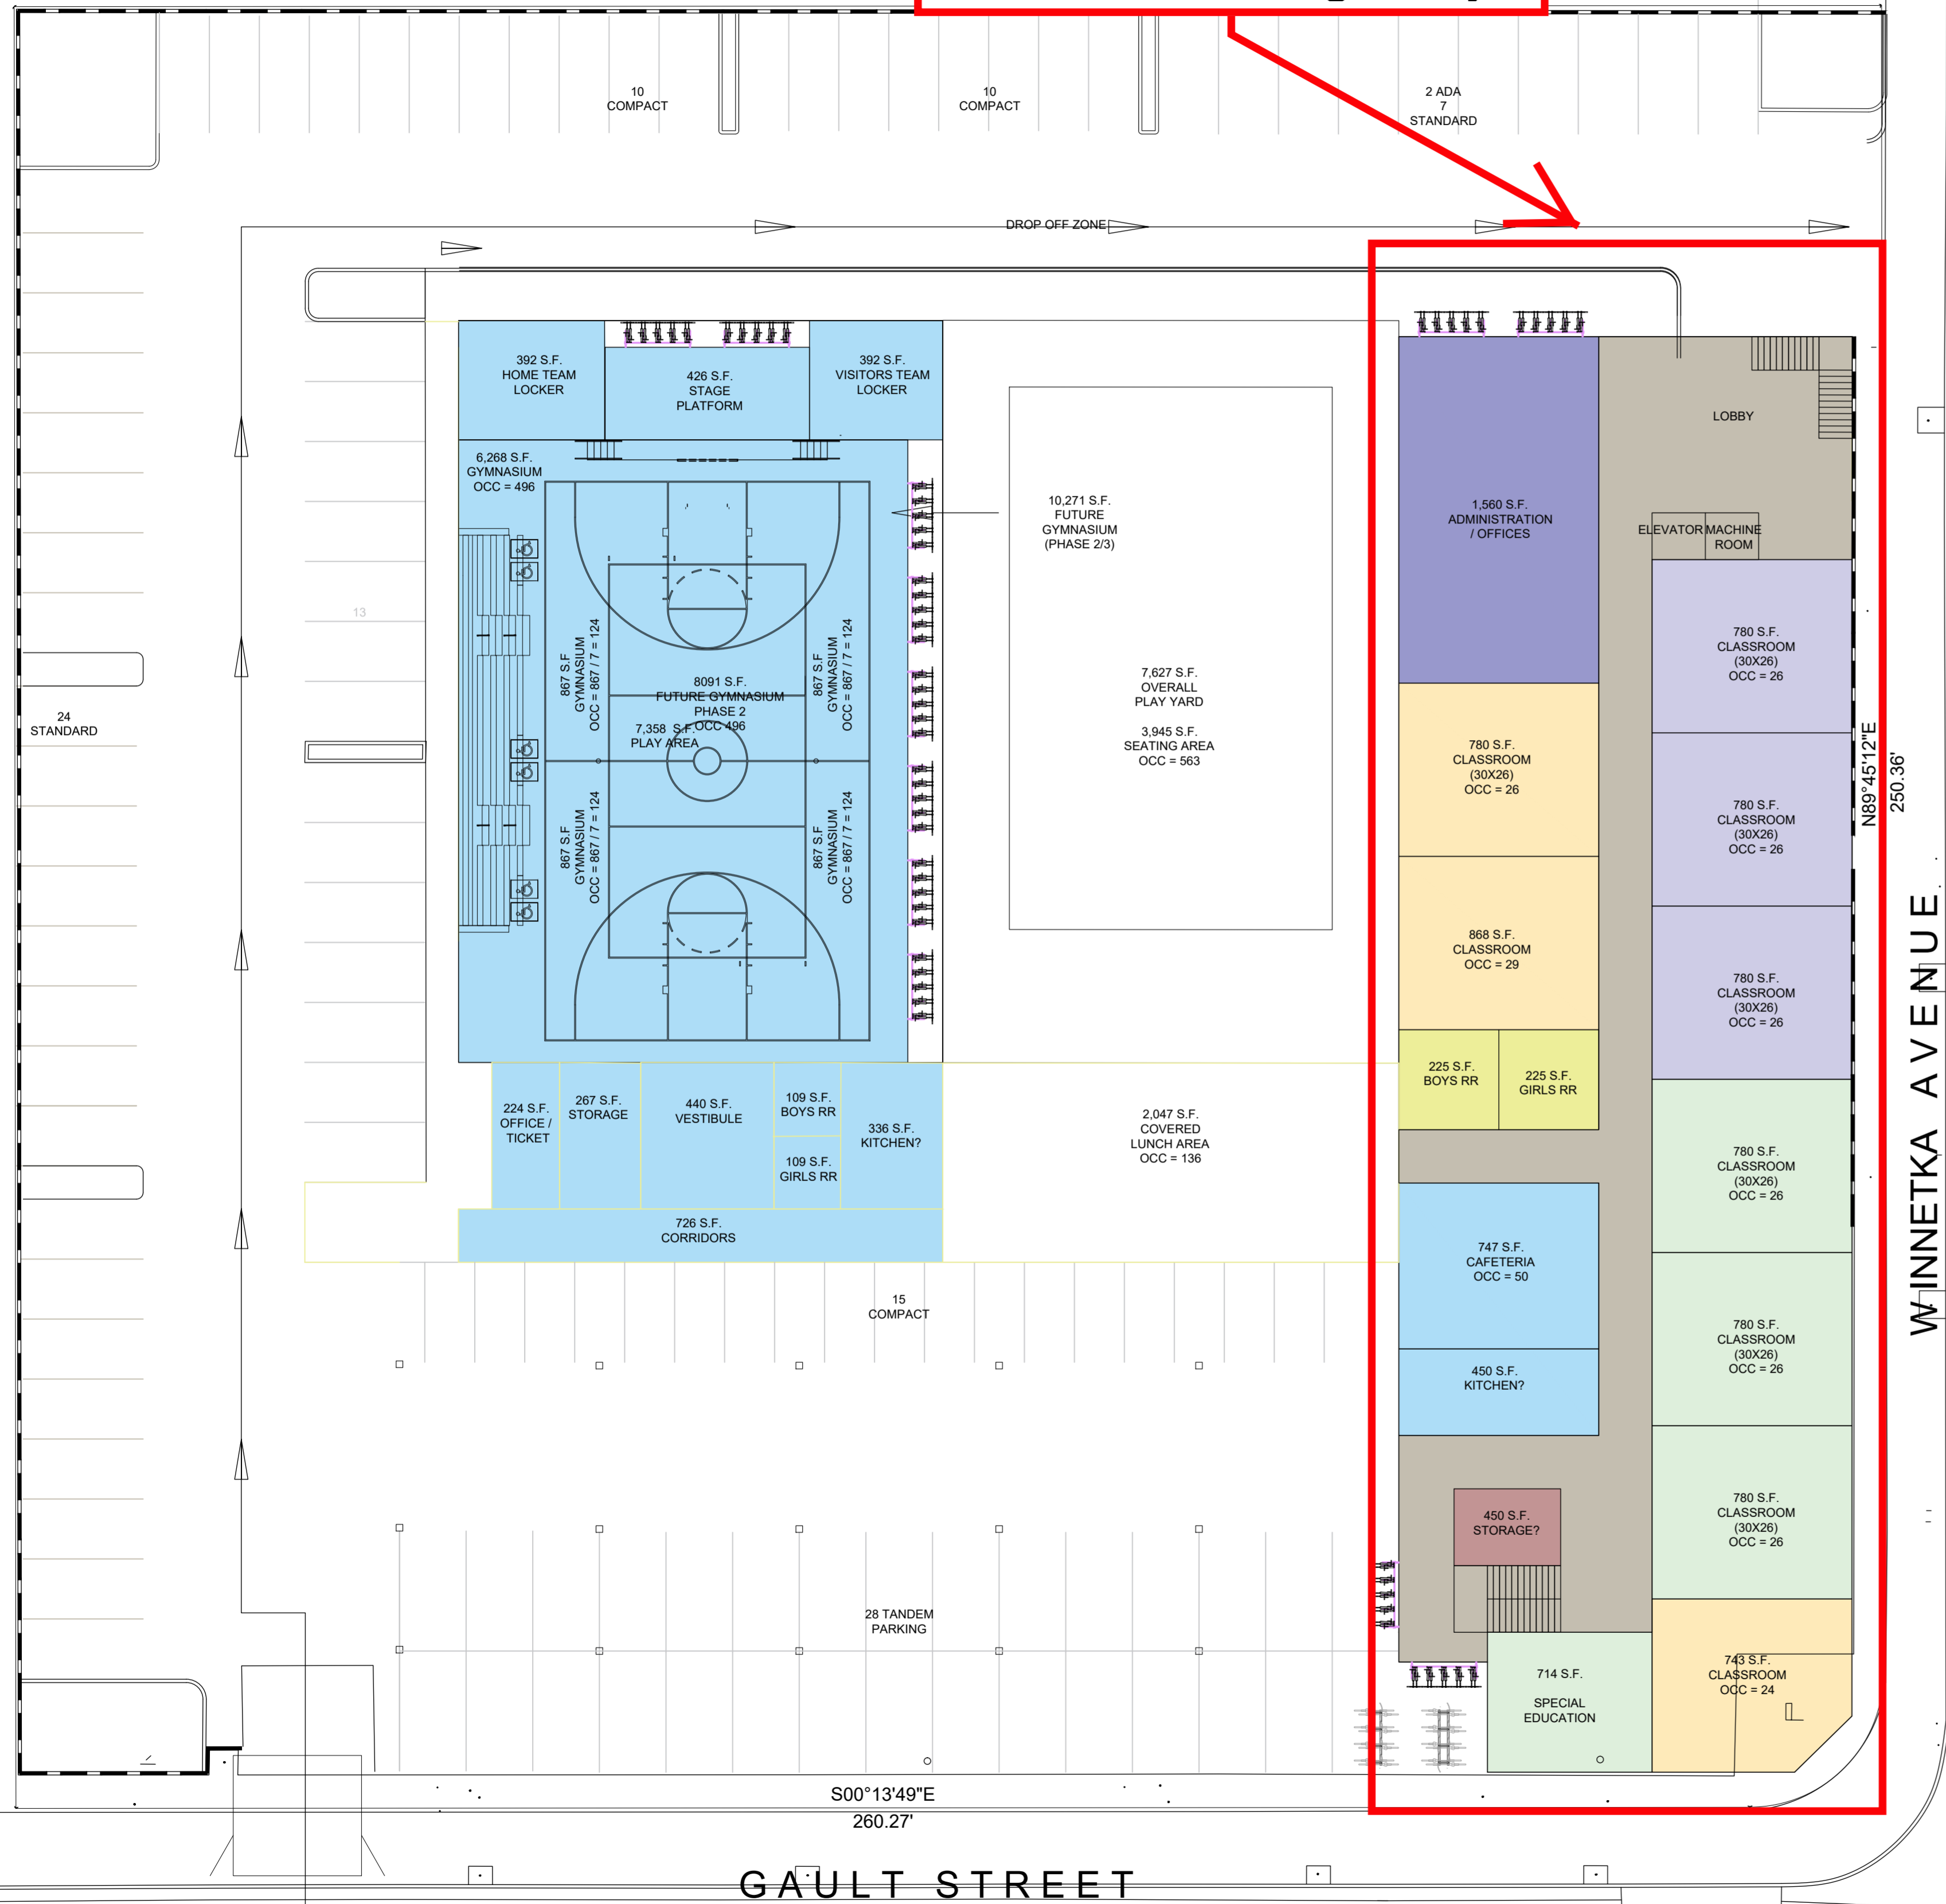 10
COMPACT
10
COMPACT
2 ADA
7
STANDARD
DROP OFF ZONE
392 S.F.
HOME TEAM
LOCKER
426 S.F.
STAGE
PLATFORM
392 S.F.
VISITORS TEAM
LOCKER
LOBBY
6,268 S.F.
GYMNASIUM
OCC = 496
10,271 S.F.
FUTURE
GYMNASIUM
(PHASE 2/3)
1,560 S.F.
ADMINISTRATION
/ OFFICES
ELEVATOR MACHINE
ROOM
13
24
STANDARD
867 S.F
GYMNASIUM
OCC = 867 / 7 = 124
867 S.F
GYMNASIUM
OCC = 867 / 7 = 124
8091 S.F.
FUTURE GYMNASIUM
PHASE 2
OCC 496
7,358 S.F.
PLAY AREA
867 S.F
GYMNASIUM
OCC = 867 / 7 = 124
867 S.F
GYMNASIUM
OCC = 867 / 7 = 124
7,627 S.F.
OVERALL
PLAY YARD
3,945 S.F.
SEATING AREA
OCC = 563
780 S.F.
CLASSROOM
(30X26)
OCC = 26
780 S.F.
CLASSROOM
(30X26)
OCC = 26
780 S.F.
CLASSROOM
(30X26)
OCC = 26
N89°45'12"E
250.36'
868 S.F.
CLASSROOM
OCC = 29
780 S.F.
CLASSROOM
(30X26)
OCC = 26
WINNETKA AVENUE
225 S.F.
BOYS RR
225 S.F.
GIRLS RR
224 S.F.
OFFICE /
TICKET
267 S.F.
STORAGE
440 S.F.
VESTIBULE
109 S.F.
BOYS RR
109 S.F.
GIRLS RR
336 S.F.
KITCHEN?
2,047 S.F.
COVERED
LUNCH AREA
OCC = 136
780 S.F.
CLASSROOM
(30X26)
OCC = 26
726 S.F.
CORRIDORS
747 S.F.
CAFETERIA
OCC = 50
15
COMPACT
780 S.F.
CLASSROOM
(30X26)
OCC = 26
450 S.F.
KITCHEN?
450 S.F.
STORAGE?
780 S.F.
CLASSROOM
(30X26)
OCC = 26
28 TANDEM
PARKING
714 S.F.
SPECIAL
EDUCATION
743 S.F.
CLASSROOM
OCC = 24
S00°13'49"E
260.27'
GAULT STREET